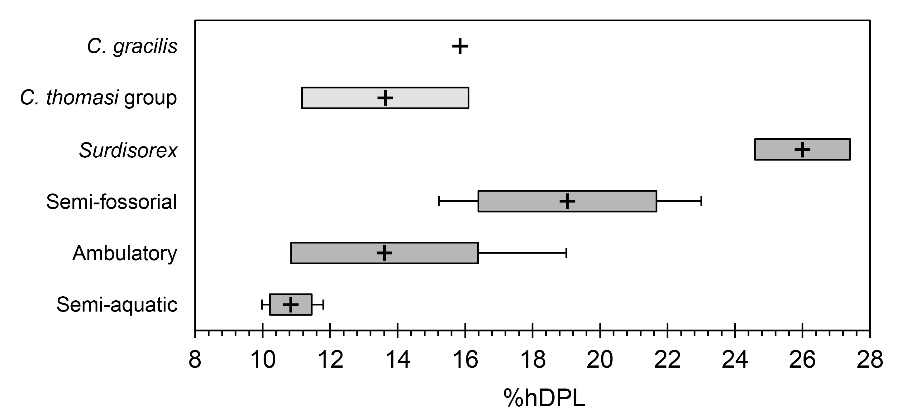 C. gracilis
C. thomasi group
Surdisorex
Semi-fossorial
Ambulatory
Semi-aquatic
8 10 12 14 16 18 20 22 24 26 28
%hDPL